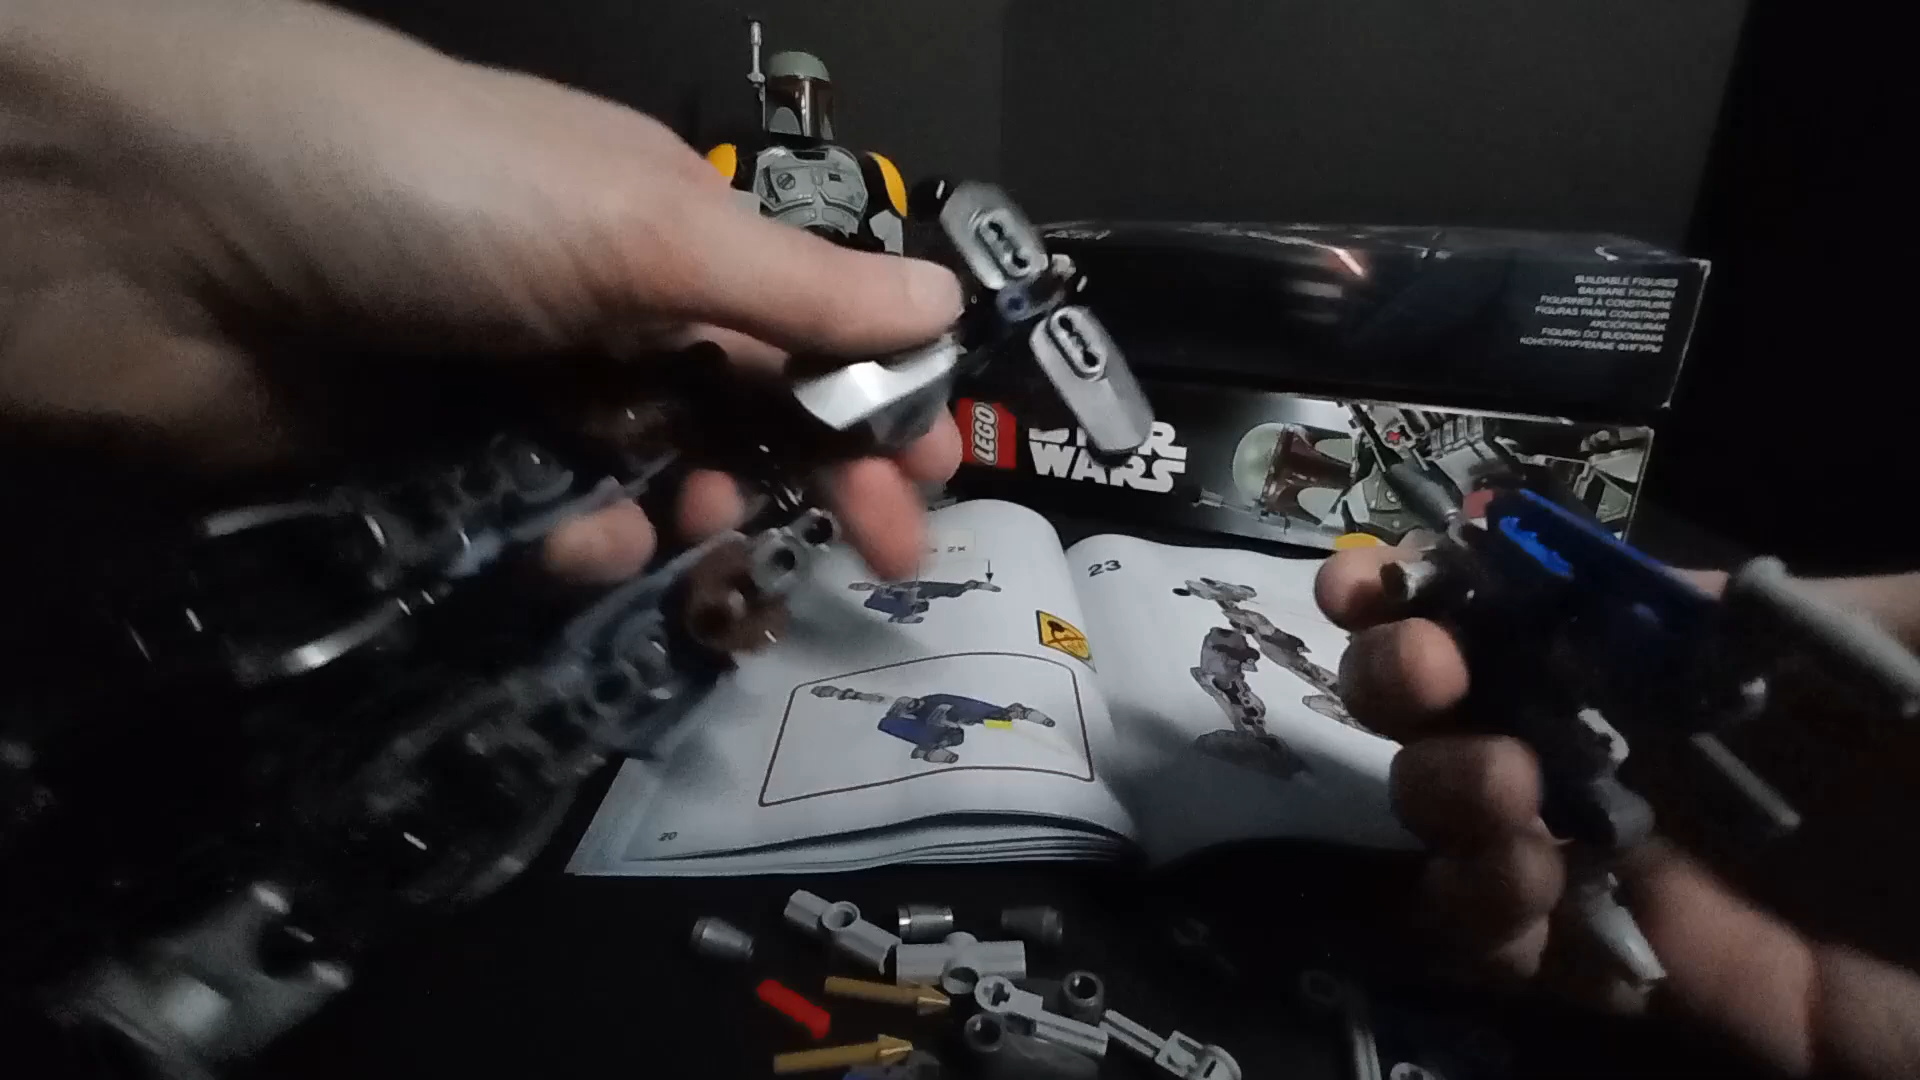 BUILDABLE FIGURES
BAUBARE FIGUREN
FIGURINES À CONSTRUIRE
FIGURAS PARA CONSTRUIR
AKCIÓFIGURÁK
FIGURKI DO BUDOWANIA
КОНСТРУИРУЕМЫЕ ФИГУРЫ
LEGO
WARS
2x
23
20